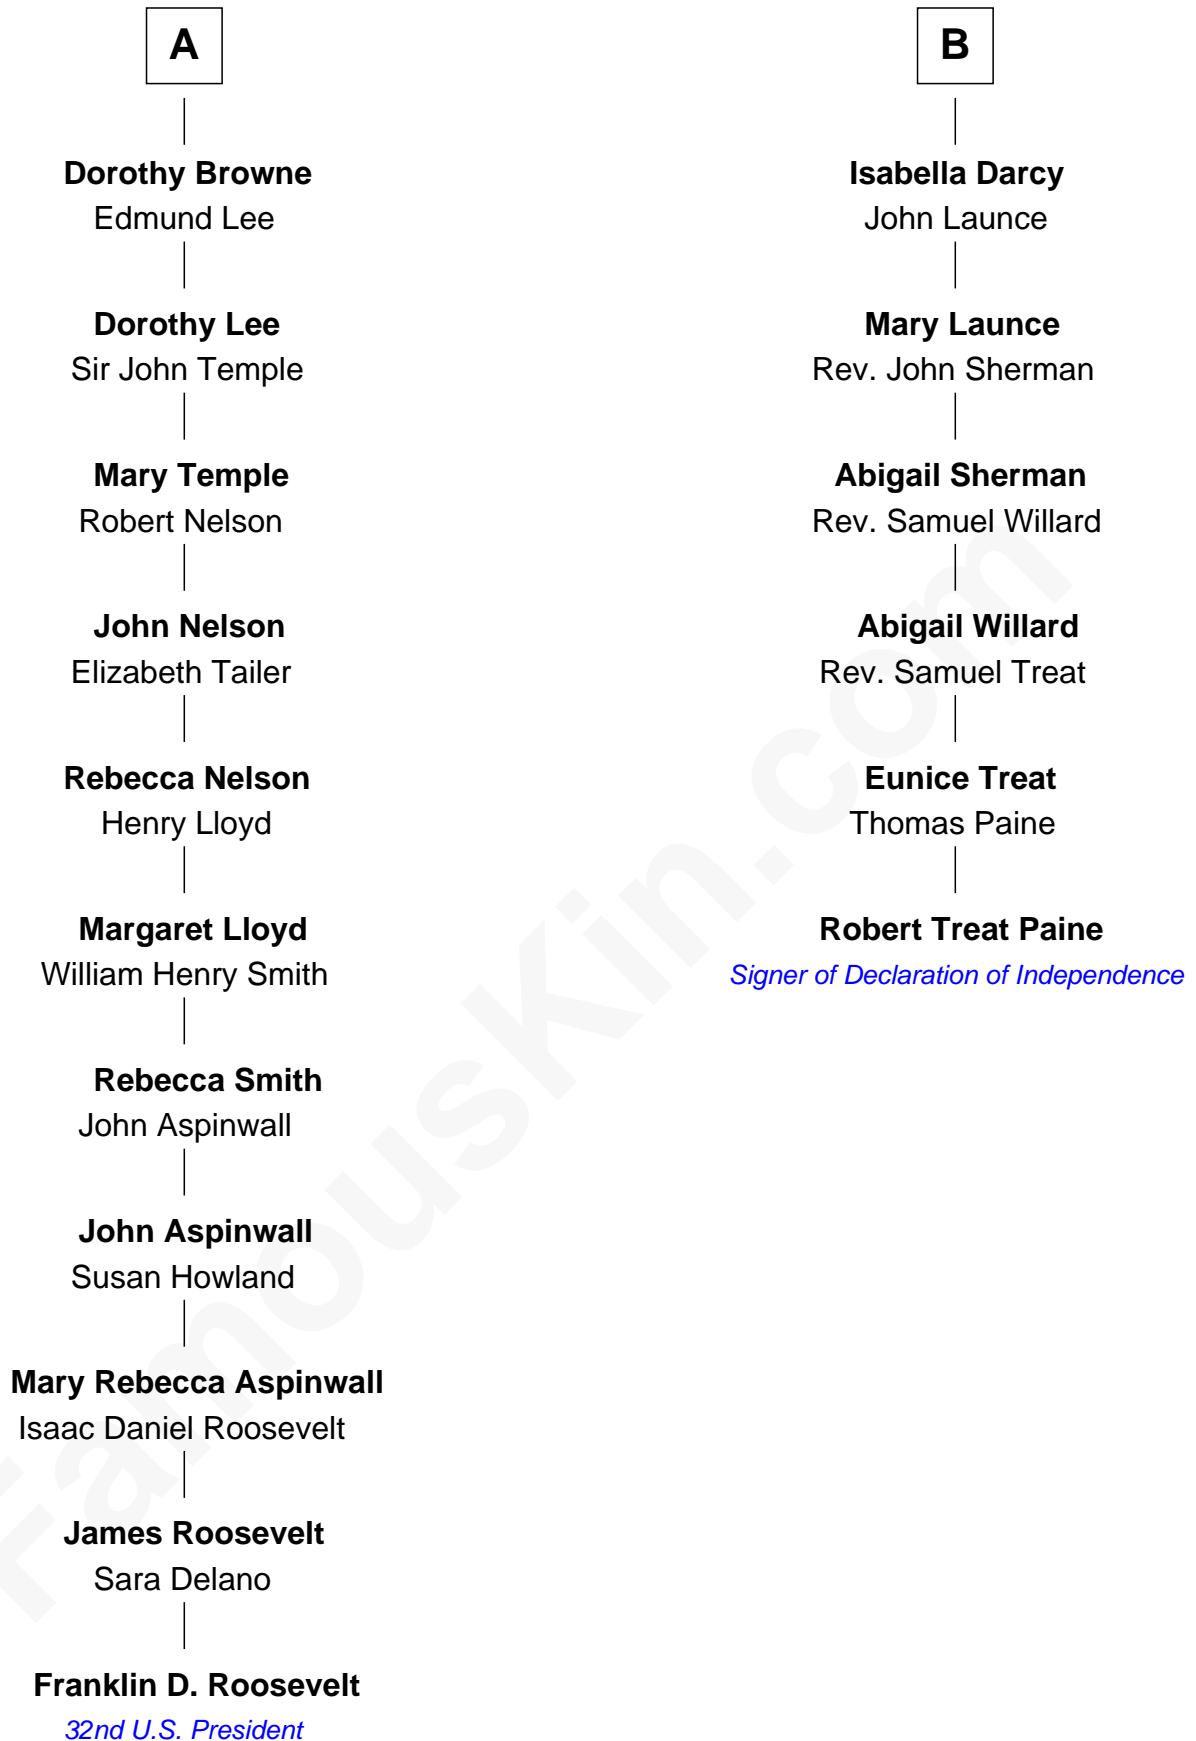 A
Dorothy Browne
Edmund Lee
Dorothy Lee
Sir John Temple
Mary Temple
Robert Nelson
John Nelson
Elizabeth Tailer
Rebecca Nelson
Henry Lloyd
Margaret Lloyd
William Henry Smith
Rebecca Smith
John Aspinwall
John Aspinwall
Susan Howland
Mary Rebecca Aspinwall
Isaac Daniel Roosevelt
James Roosevelt
Sara Delano
Franklin D. Roosevelt
32nd U.S. President
B
Isabella Darcy
John Launce
Mary Launce
Rev. John Sherman
Abigail Sherman
Rev. Samuel Willard
Abigail Willard
Rev. Samuel Treat
Eunice Treat
Thomas Paine
Robert Treat Paine
Signer of Declaration of Independence
FamousKin.com